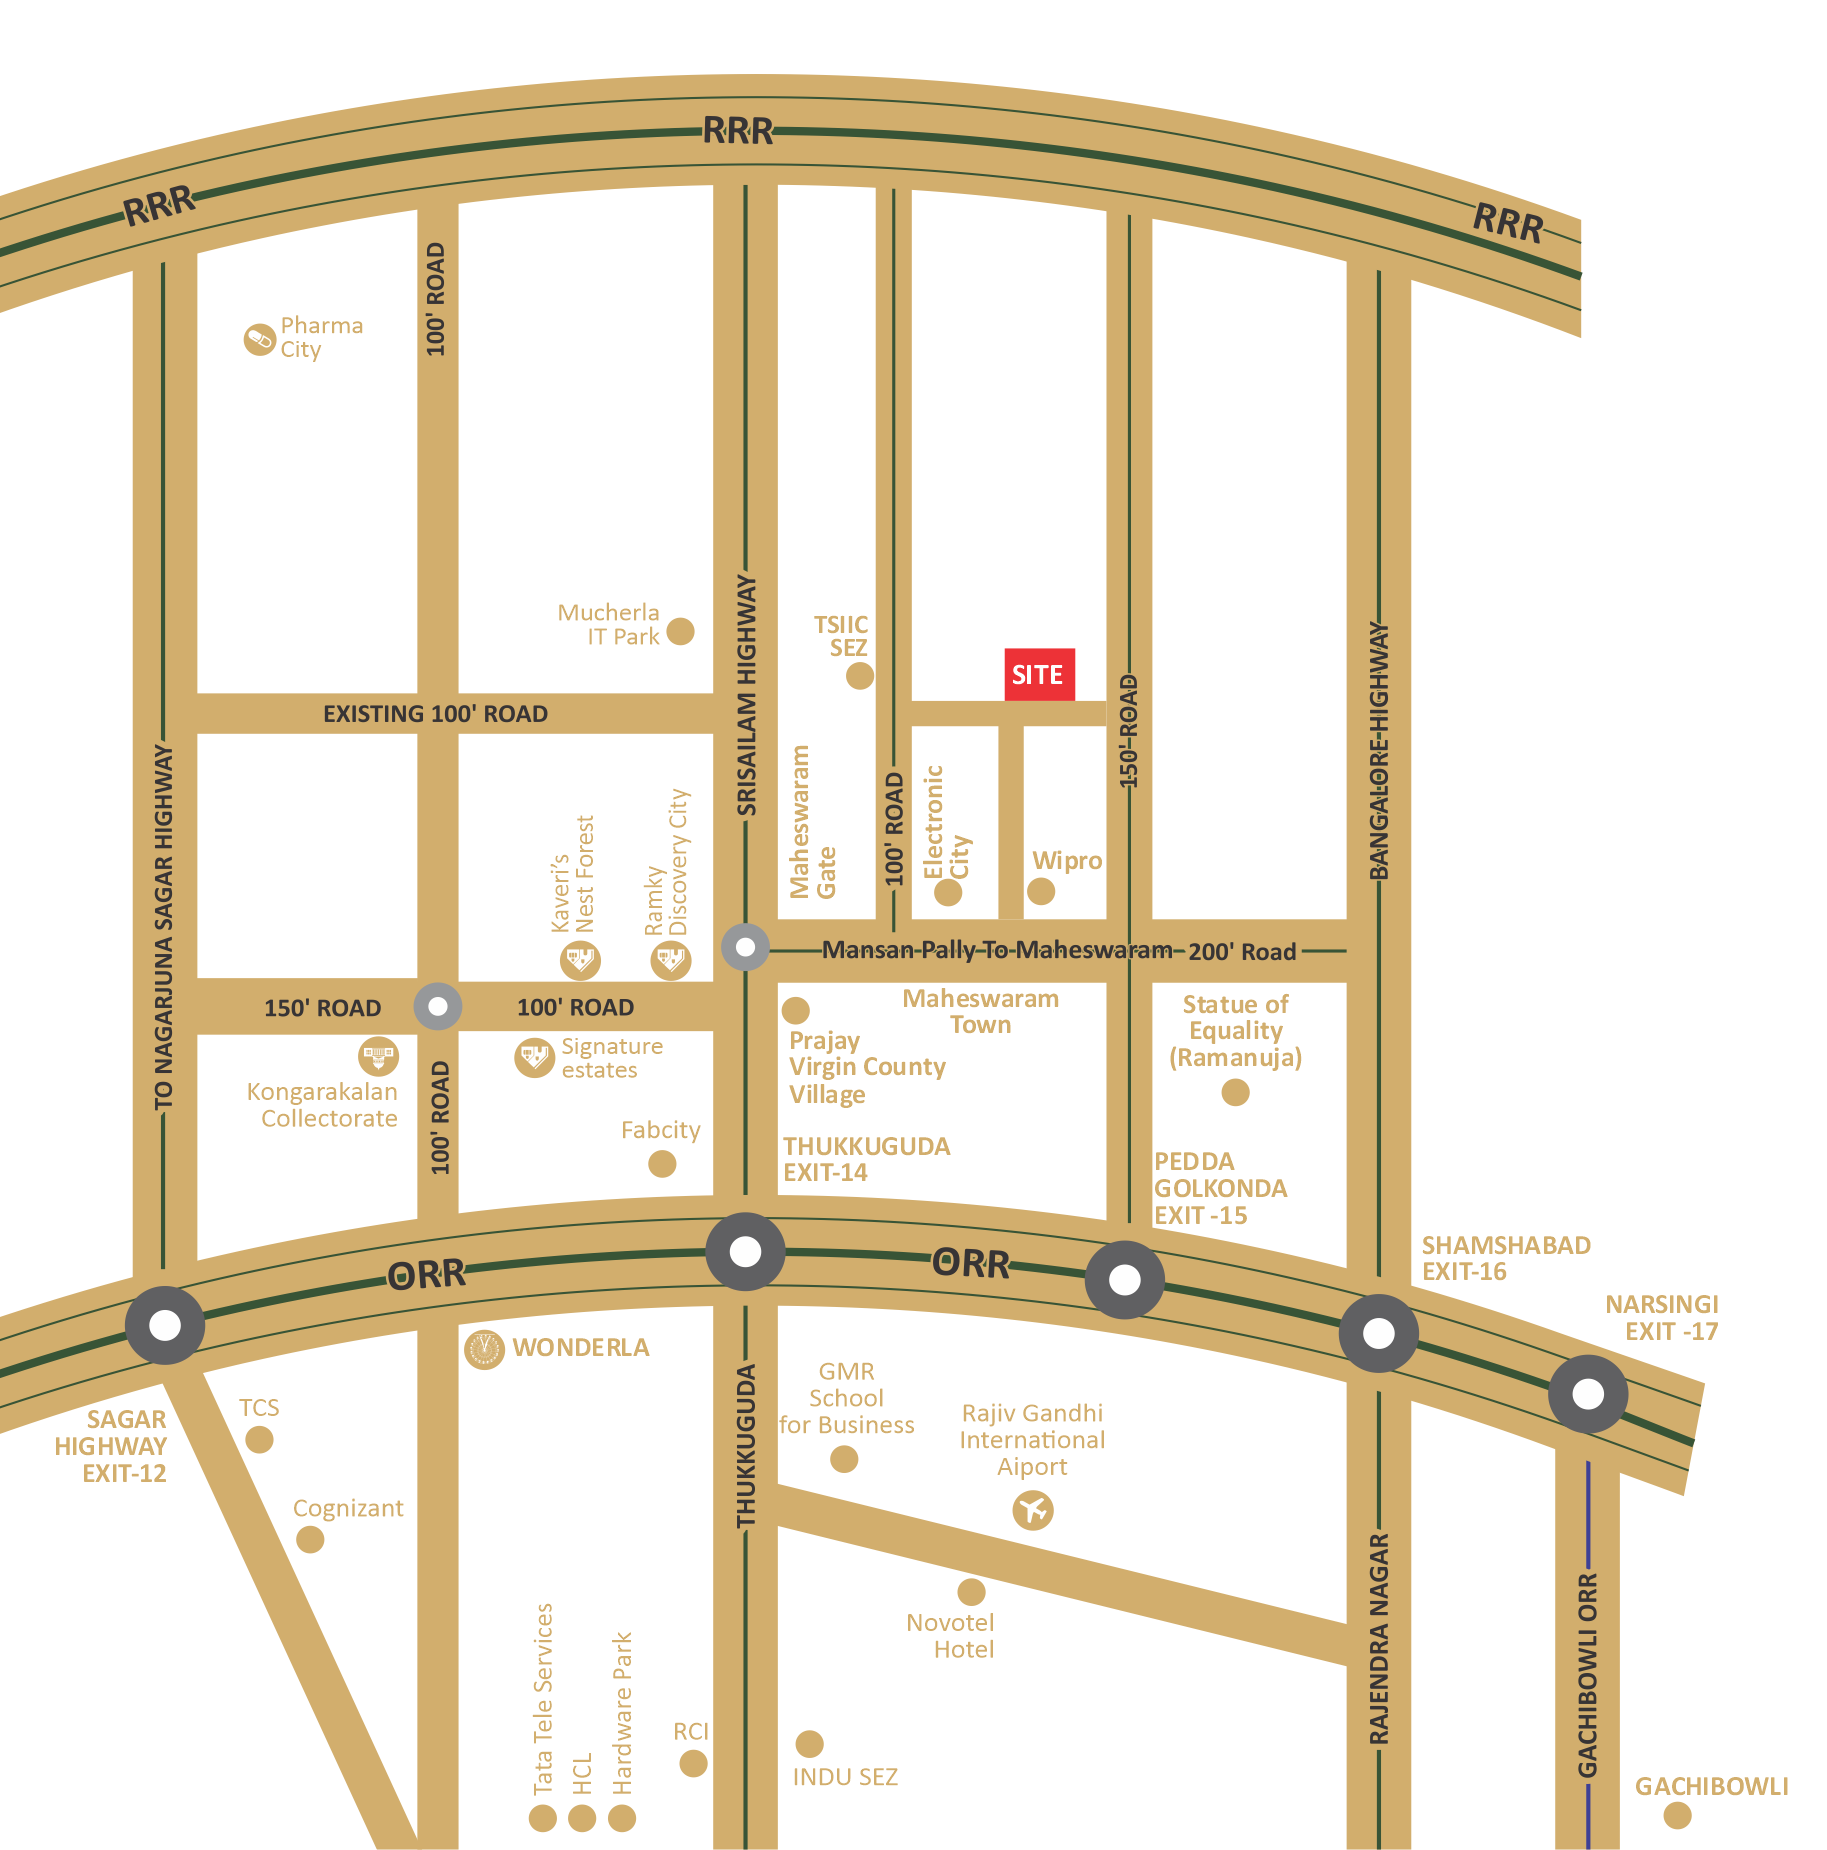 RRR
RRR
RRR
100' ROAD
Pharma
City
Mucherla
IT Park
TSIIC
SEZ
SITE
SRISAILAM HIGHWAY
150' ROAD
BANGALORE HIGHWAY
EXISTING 100' ROAD
TO NAGARJUNA SAGAR HIGHWAY
Kaveri's
Nest Forest
Ramky
Discovery City
Maheswaram
Gate
100' ROAD
Electronic
City
Wipro
Mansan Pally To Maheswaram
200' Road
150' ROAD
100' ROAD
Maheswaram
Town
Statue of
Equality
(Ramanuja)
Prajay
Virgin County
Village
Signature
estates
Kongarakalan
Collectorate
100' ROAD
Fabcity
THUKKUGUDA
EXIT-14
PEDDA
GOLKONDA
EXIT -15
SHAMSHABAD
EXIT-16
NARSINGI
EXIT -17
ORR
ORR
WONDERLA
SAGAR
HIGHWAY
EXIT-12
TCS
Cognizant
THUKKUGUDA
GMR
School
for Business
Rajiv Gandhi
International
Aiport
Novotel
Hotel
RAJENDRA NAGAR
GACHIBOWLI ORR
Tata Tele Services
HCL
Hardware Park
RCI
INDU SEZ
GACHIBOWLI